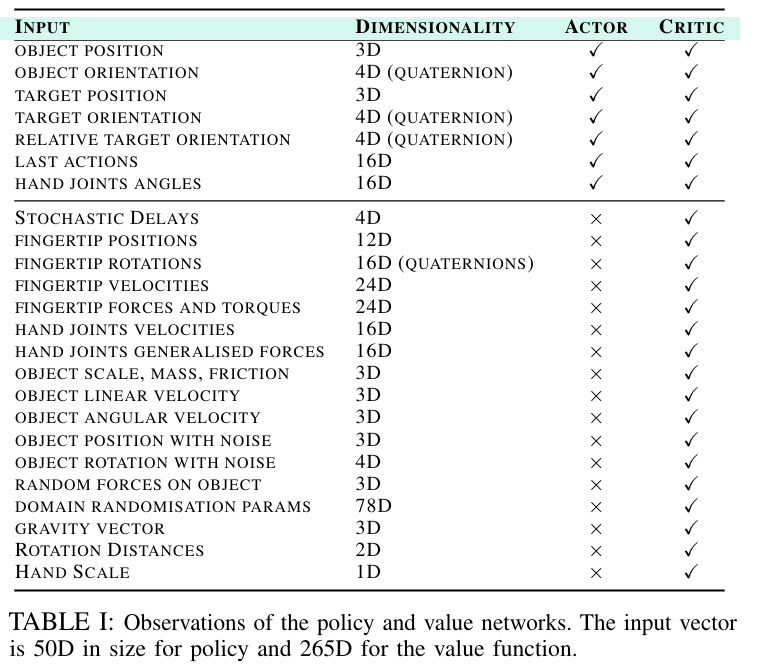 INPUT DIMENSIONALITY ACTOR CRITIC
OBJECT POSITION 3D ✓ ✓
OBJECT ORIENTATION 4D (QUATERNION) ✓ ✓
TARGET POSITION 3D ✓ ✓
TARGET ORIENTATION 4D (QUATERNION) ✓ ✓
RELATIVE TARGET ORIENTATION 4D (QUATERNION) ✓ ✓
LAST ACTIONS 16D ✓ ✓
HAND JOINTS ANGLES 16D ✓ ✓
STOCHASTIC DELAYS 4D × ✓
FINGERTIP POSITIONS 12D × ✓
FINGERTIP ROTATIONS 16D (QUATERNIONS) × ✓
FINGERTIP VELOCITIES 24D × ✓
FINGERTIP FORCES AND TORQUES 24D × ✓
HAND JOINTS VELOCITIES 16D × ✓
HAND JOINTS GENERALISED FORCES 16D × ✓
OBJECT SCALE, MASS, FRICTION 3D × ✓
OBJECT LINEAR VELOCITY 3D × ✓
OBJECT ANGULAR VELOCITY 3D × ✓
OBJECT POSITION WITH NOISE 3D × ✓
OBJECT ROTATION WITH NOISE 4D × ✓
RANDOM FORCES ON OBJECT 3D × ✓
DOMAIN RANDOMISATION PARAMS 78D × ✓
GRAVITY VECTOR 3D × ✓
ROTATION DISTANCES 2D × ✓
HAND SCALE 1D × ✓
TABLE I: Observations of the policy and value networks. The input vector
is 50D in size for policy and 265D for the value function.